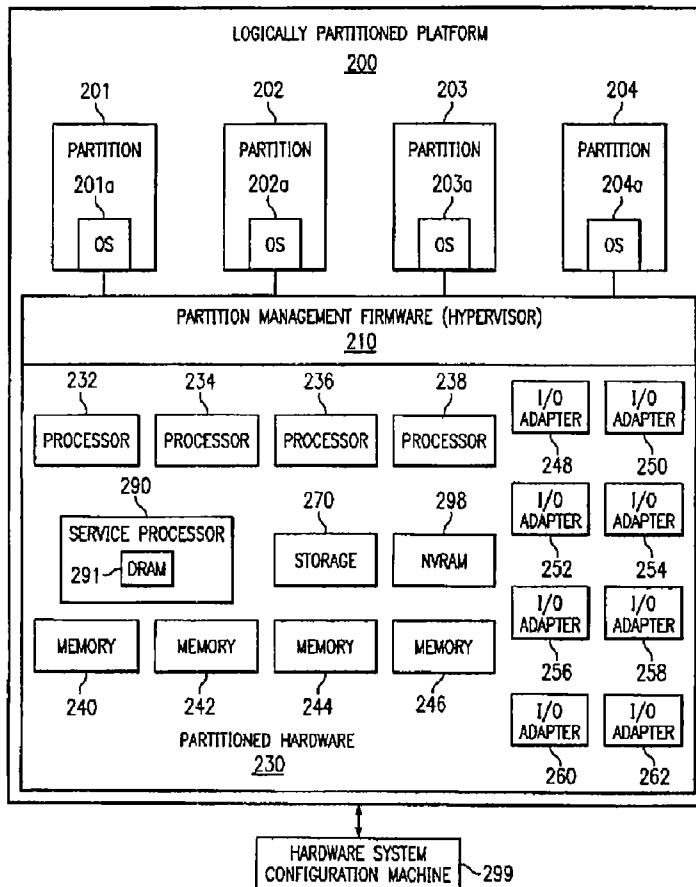 LOGICALLY PARTITIONED PLATFORM
200
201 202 203 204
PARTITION PARTITION PARTITION PARTITION
201a 202a 203a 204a
OS OS OS OS
PARTITION MANAGEMENT FIRMWARE (HYPERVISOR)
210
232 234 236 238
PROCESSOR PROCESSOR PROCESSOR PROCESSOR
I/O ADAPTER I/O ADAPTER
248 250
290 270 298
SERVICE PROCESSOR
291 DRAM
STORAGE NVRAM
I/O ADAPTER I/O ADAPTER
252 254
MEMORY MEMORY MEMORY MEMORY
240 242 244 246
I/O ADAPTER I/O ADAPTER
256 258
PARTITIONED HARDWARE
230
I/O ADAPTER I/O ADAPTER
260 262
HARDWARE SYSTEM
CONFIGURATION MACHINE 299